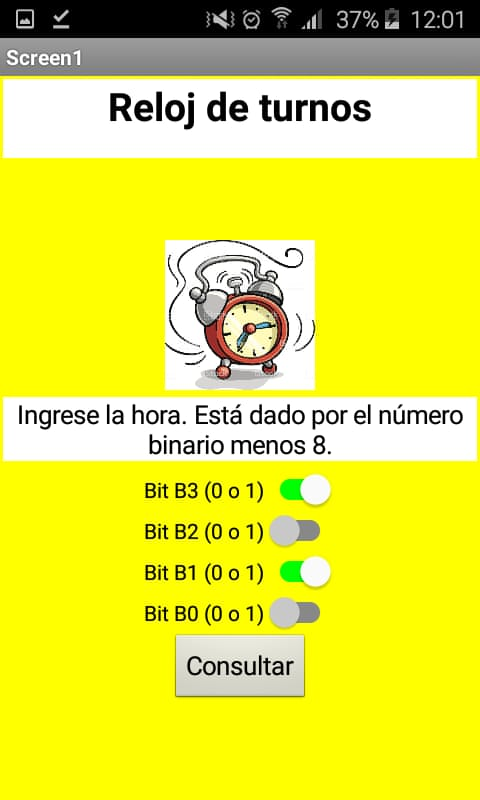 37% 12:01
Screen1
Reloj de turnos
Ingrese la hora. Está dado por el número
binario menos 8.
Bit B3 (0 o 1)
Bit B2 (0 o 1)
Bit B1 (0 o 1)
Bit B0 (0 o 1)
Consultar